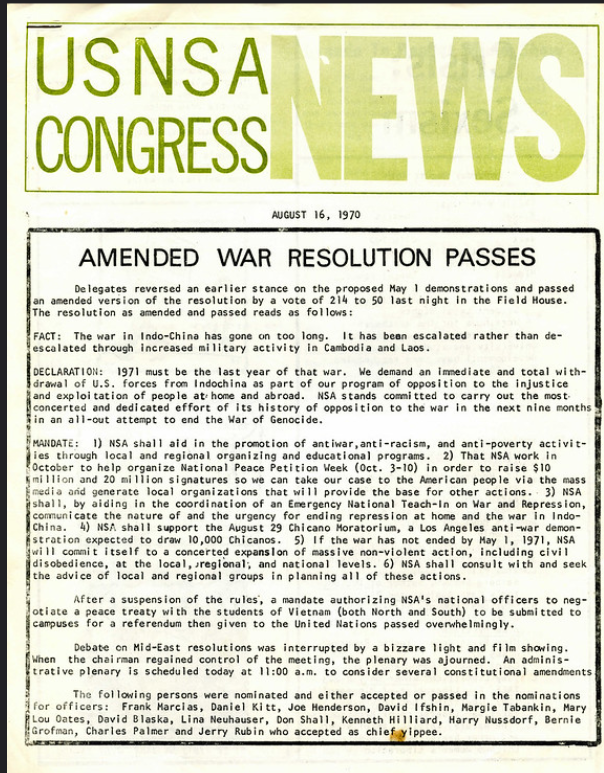 USNSA
CONGRESS
NEWS
AUGUST 16, 1970
AMENDED WAR RESOLUTION PASSES
Delegates reversed an earlier stance on the proposed May 1 demonstrations and passed
an amended version of the resolution by a vote of 214 to 50 last night in the Field House.
The resolution as amended and passed reads as follows:
FACT: The war in Indo-China has gone on too long. It has been escalated rather than de-
escalated through increased military activity in Cambodia and Laos.
DECLARATION: 1971 must be the last year of that war. We demand an immediate and total with-
drawal of U.S. forces from Indochina as part of our program of opposition to the injustice
and exploitation of people at home and abroad. NSA stands committed to carry out the most
concerted and dedicated effort of its history of opposition to the war in the next nine months
in an all-out attempt to end the War of Genocide.
MANDATE: 1) NSA shall aid in the promotion of antiwar,anti-racism, and anti-poverty activit-
ies through local and regional organizing and educational programs. 2) That NSA work in
October to help organize National Peace Petition Week (Oct. 3-10) in order to raise $10
million and 20 million signatures so we can take our case to the American people via the mass
media and generate local organizations that will provide the base for other actions. 3) NSA
shall, by aiding in the coordination of an Emergency National Teach-In on War and Repression,
communicate the nature of and the urgency for ending repression at home and the war in Indo-
China. 4) NSA shall support the August 29 Chicano Moratorium, a Los Angeles anti-war demon-
stration expected to draw 10,000 Chicanos. 5) If the war has not ended by May 1, 1971, NSA
will commit itself to a concerted expansion of massive non-violent action, including civil
disobedience, at the local, regional, and national levels. 6) NSA shall consult with and seek
the advice of local and regional groups in planning all of these actions.
After a suspension of the rules, a mandate authorizing NSA's national officers to neg-
otiate a peace treaty with the students of Vietnam (both North and South) to be submitted to
campuses for a referendum then given to the United Nations passed overwhelmingly.
Debate on Mid-East resolutions was interrupted by a bizzare light and film showing.
When the chairman regained control of the meeting, the plenary was ajourned. An adminis-
trative plenary is scheduled today at 11:00 a.m. to consider several constitutional amendments
The following persons were nominated and either accepted or passed in the nominations
for officers: Frank Marcias, Daniel Kitt, Joe Henderson, David Ifshin, Margie Tabankin, Mary
Lou Oates, David Blaska, Lina Neuhauser, Don Shall, Kenneth Hilliard, Harry Nussdorf, Bernie
Grofman, Charles Palmer and Jerry Rubin who accepted as chief yippee.